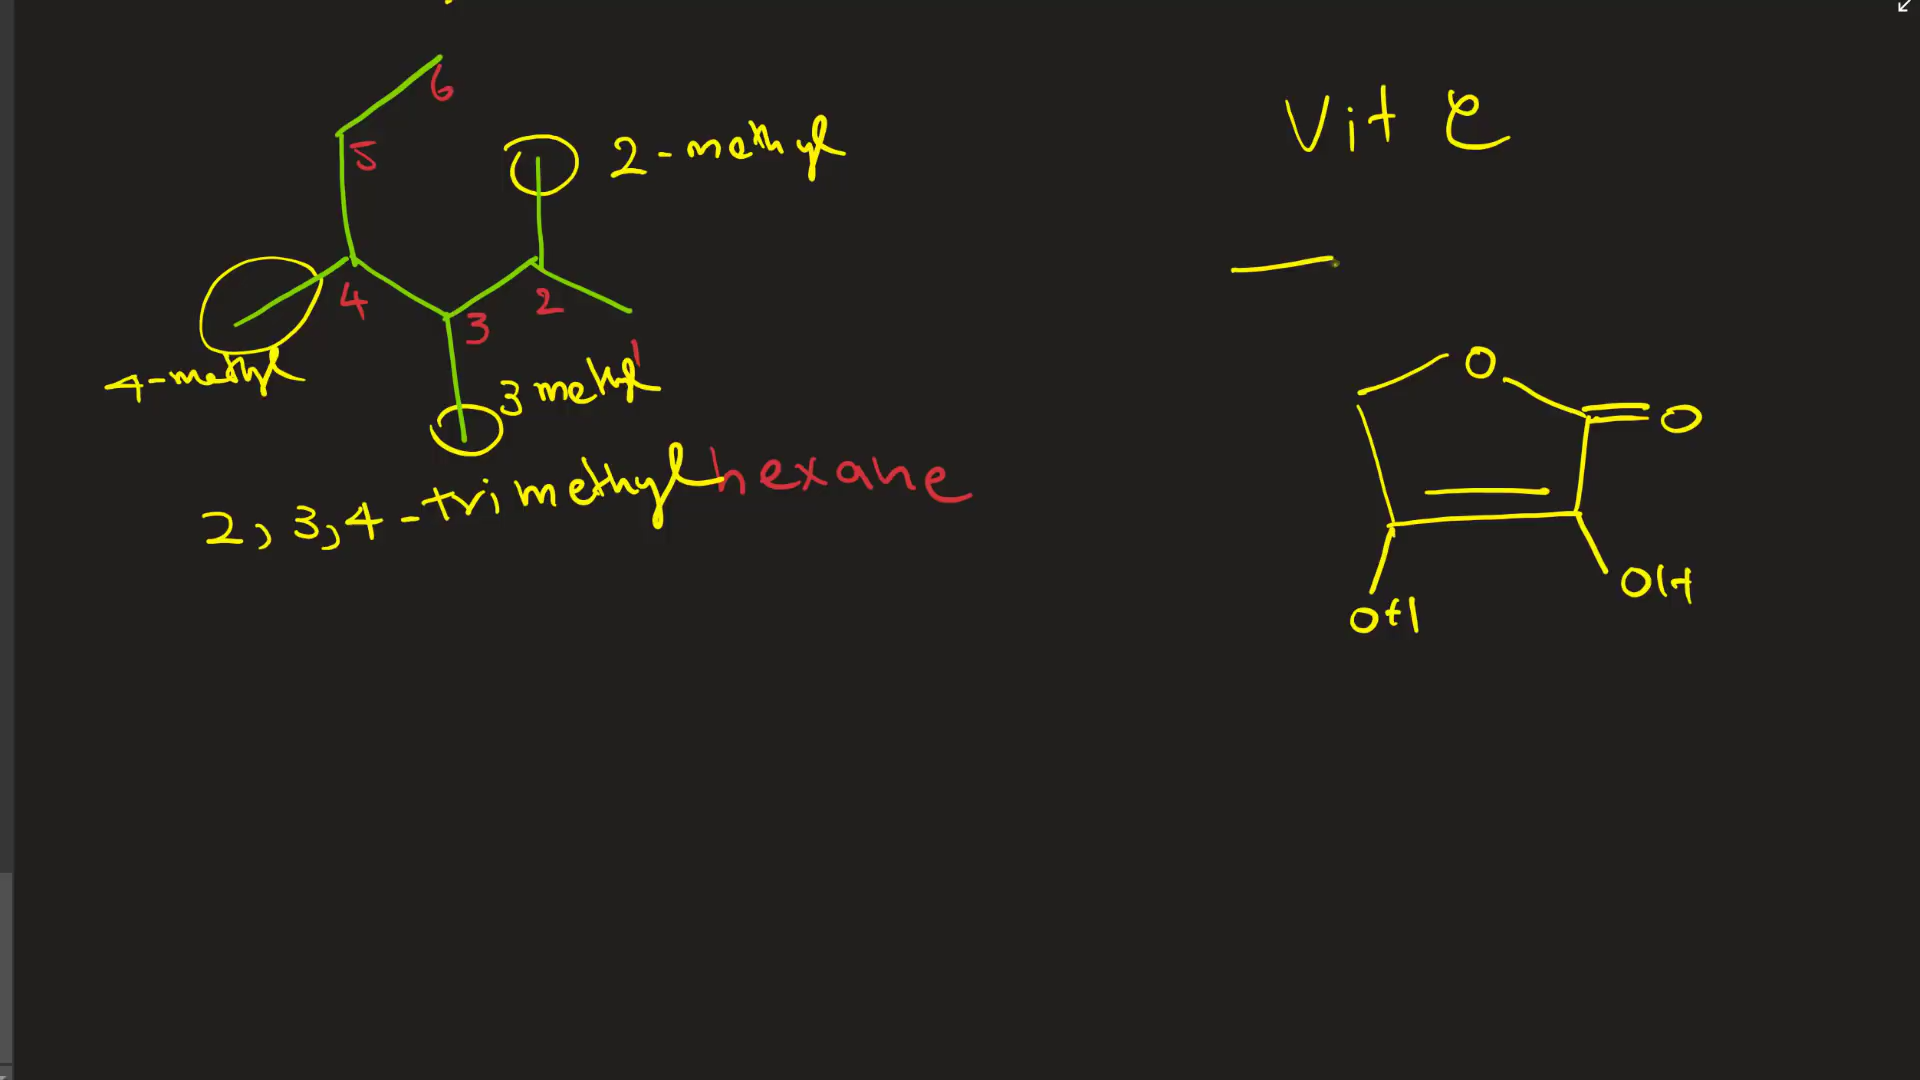 6
5
2-methyl
4
3
2
1
4-methyl
3 methyl
2,3,4-trimethylhexane
Vit C
O
O
OH
OH